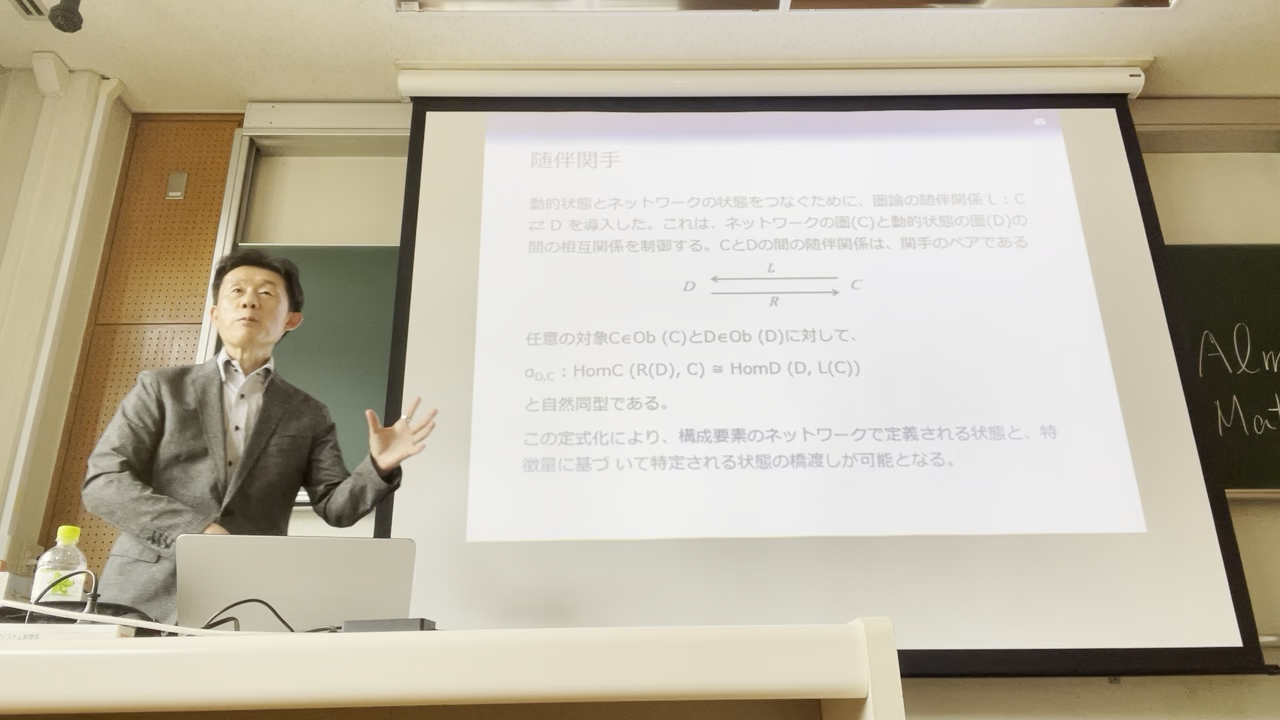 45
随伴関手
動的状態とネットワークの状態をつなぐために、圏論の随伴関係 L : C
⇄ D を導入した。これは、ネットワークの圏(C)と動的状態の圏(D)の
間の相互関係を制御する。CとDの間の随伴関係は、関手のペアである
L
D C
R
任意の対象C∈Ob (C)とD∈Ob (D)に対して、
α_D,C : HomC (R(D), C) ≅ HomD (D, L(C))
と自然同型である。
この定式化により、構成要素のネットワークで定義される状態と、特
徴量に基づ いて特定される状態の橋渡しが可能となる。
Alm
Mat